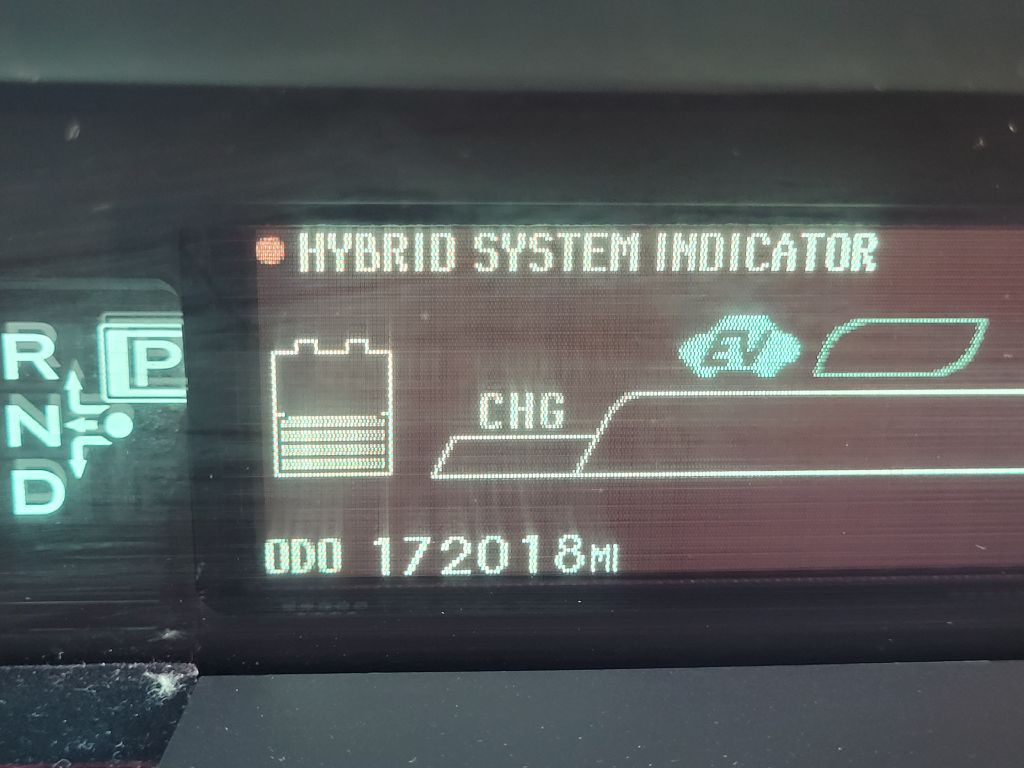 HYBRID SYSTEM INDICATOR
EV
R P
N
CHG
D
ODO 172018MI